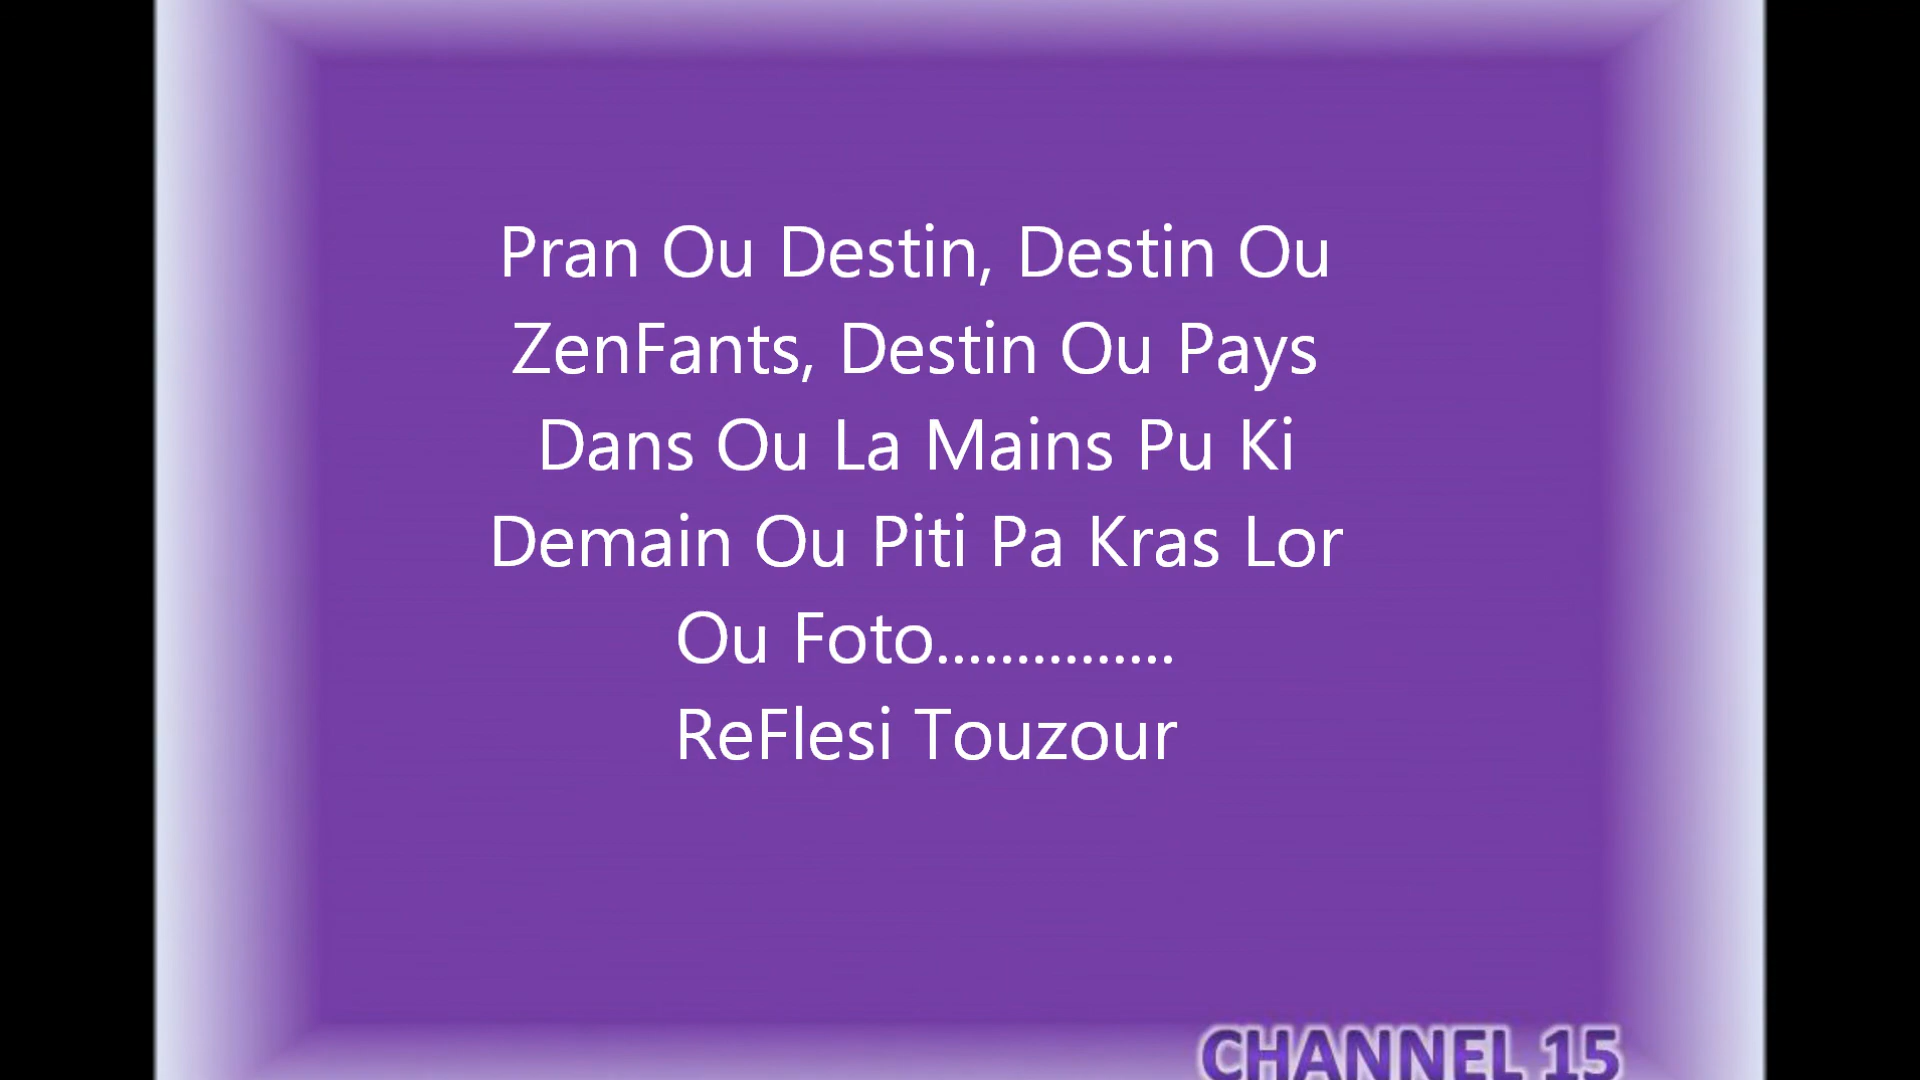 Pran Ou Destin, Destin Ou
ZenFants, Destin Ou Pays
Dans Ou La Mains Pu Ki
Demain Ou Piti Pa Kras Lor
Ou Foto...............
ReFlesi Touzour
CHANNEL 15